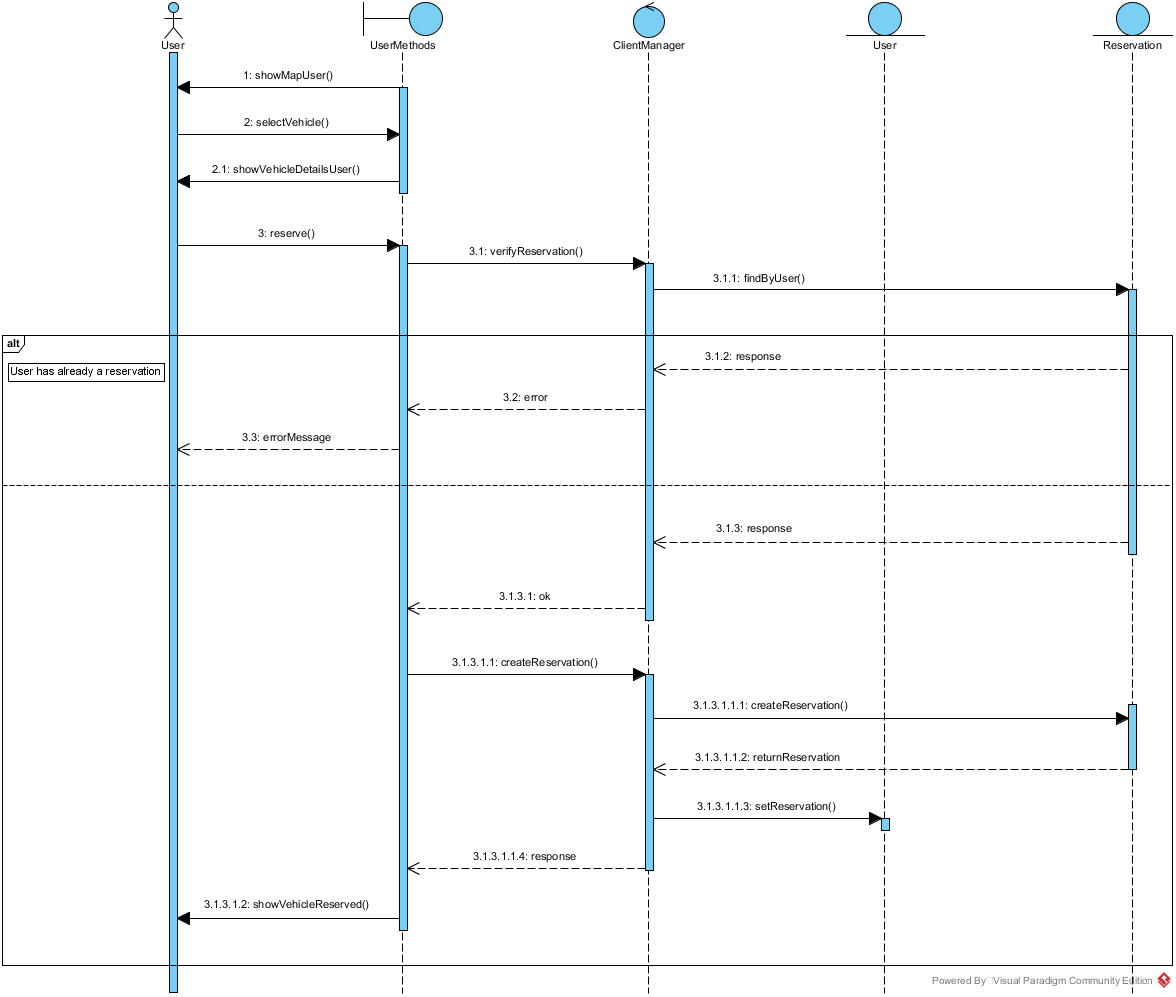 User
UserMethods
ClientManager
User
Reservation
1: showMapUser()
2: selectVehicle()
2.1: showVehicleDetailsUser()
3: reserve()
3.1: verifyReservation()
3.1.1: findByUser()
alt
User has already a reservation
3.1.2: response
3.2: error
3.3: errorMessage
3.1.3: response
3.1.3.1: ok
3.1.3.1.1: createReservation()
3.1.3.1.1.1: createReservation()
3.1.3.1.1.2: returnReservation
3.1.3.1.1.3: setReservation()
3.1.3.1.1.4: response
3.1.3.1.2: showVehicleReserved()
Powered By Visual Paradigm Community Edition